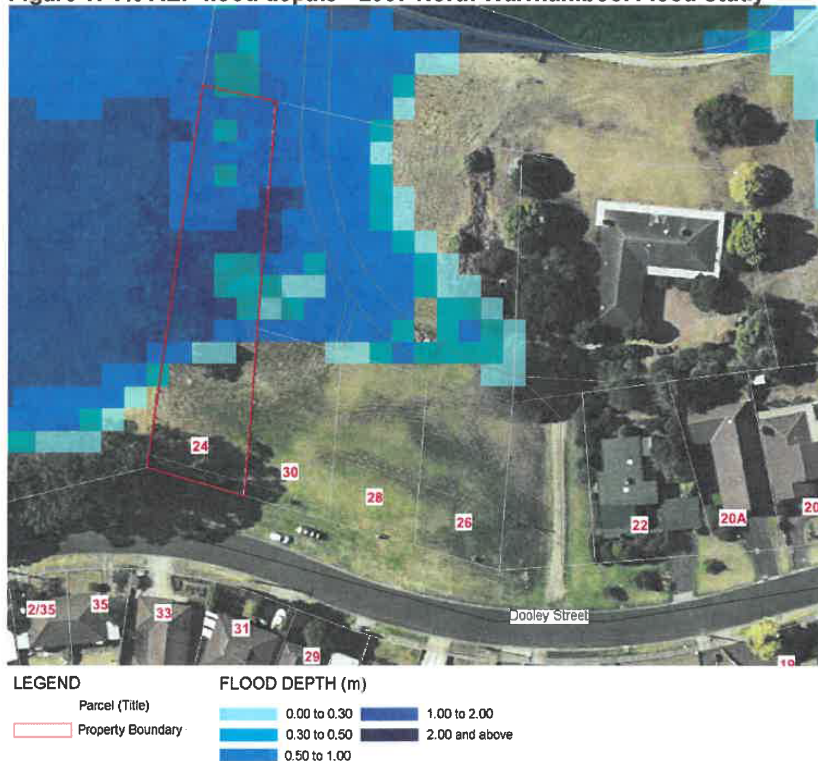 24
30
28
26
22
20A
20
2/35
35
33
31
29
19
Dooley Street
LEGEND
Parcel (Title)
Property Boundary
FLOOD DEPTH (m)
0.00 to 0.30
0.30 to 0.50
0.50 to 1.00
1.00 to 2.00
2.00 and above